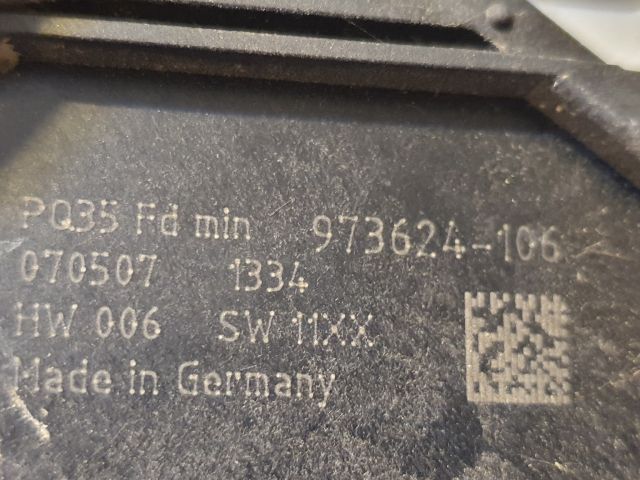 PQ35 Fd min 973624-106
070507 1334
HW 006 SW 11XX
Made in Germany